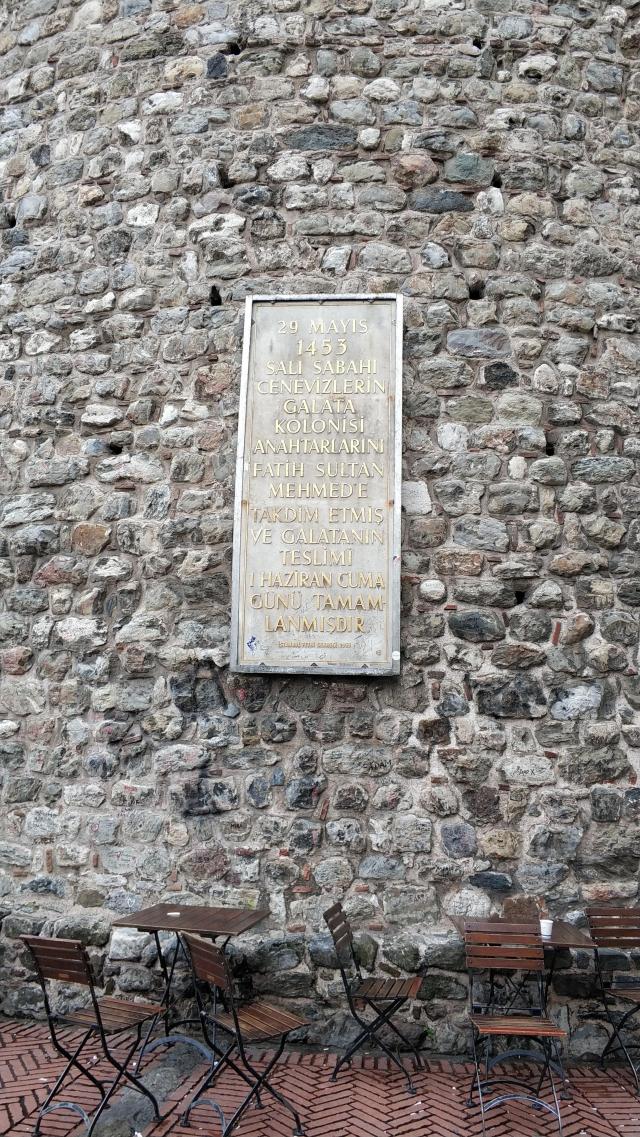 29 MAYIS
1453
SALI SABAHI
CENEVİZLERİN
GALATA
KOLONİSİ
ANAHTARLARINI
FATİH SULTAN
MEHMED'E
TAKDİM ETMİŞ
VE GALATANIN
TESLİMİ
1 HAZİRAN CUMA
GÜNÜ TAMAM-
LANMIŞDIR